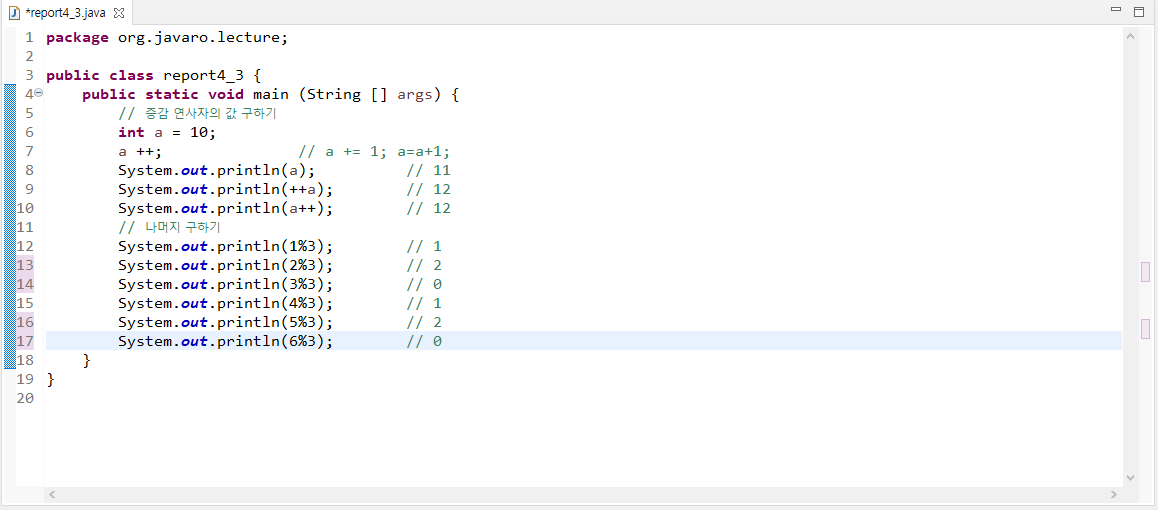 *report4_3.java
1 package org.javaro.lecture;
2
3 public class report4_3 {
4 public static void main (String [] args) {
5 // 증감 연사자의 값 구하기
6 int a = 10;
7 a ++; // a += 1; a=a+1;
8 System.out.println(a); // 11
9 System.out.println(++a); // 12
10 System.out.println(a++); // 12
11 // 나머지 구하기
12 System.out.println(1%3); // 1
13 System.out.println(2%3); // 2
14 System.out.println(3%3); // 0
15 System.out.println(4%3); // 1
16 System.out.println(5%3); // 2
17 System.out.println(6%3); // 0
18 }
19 }
20